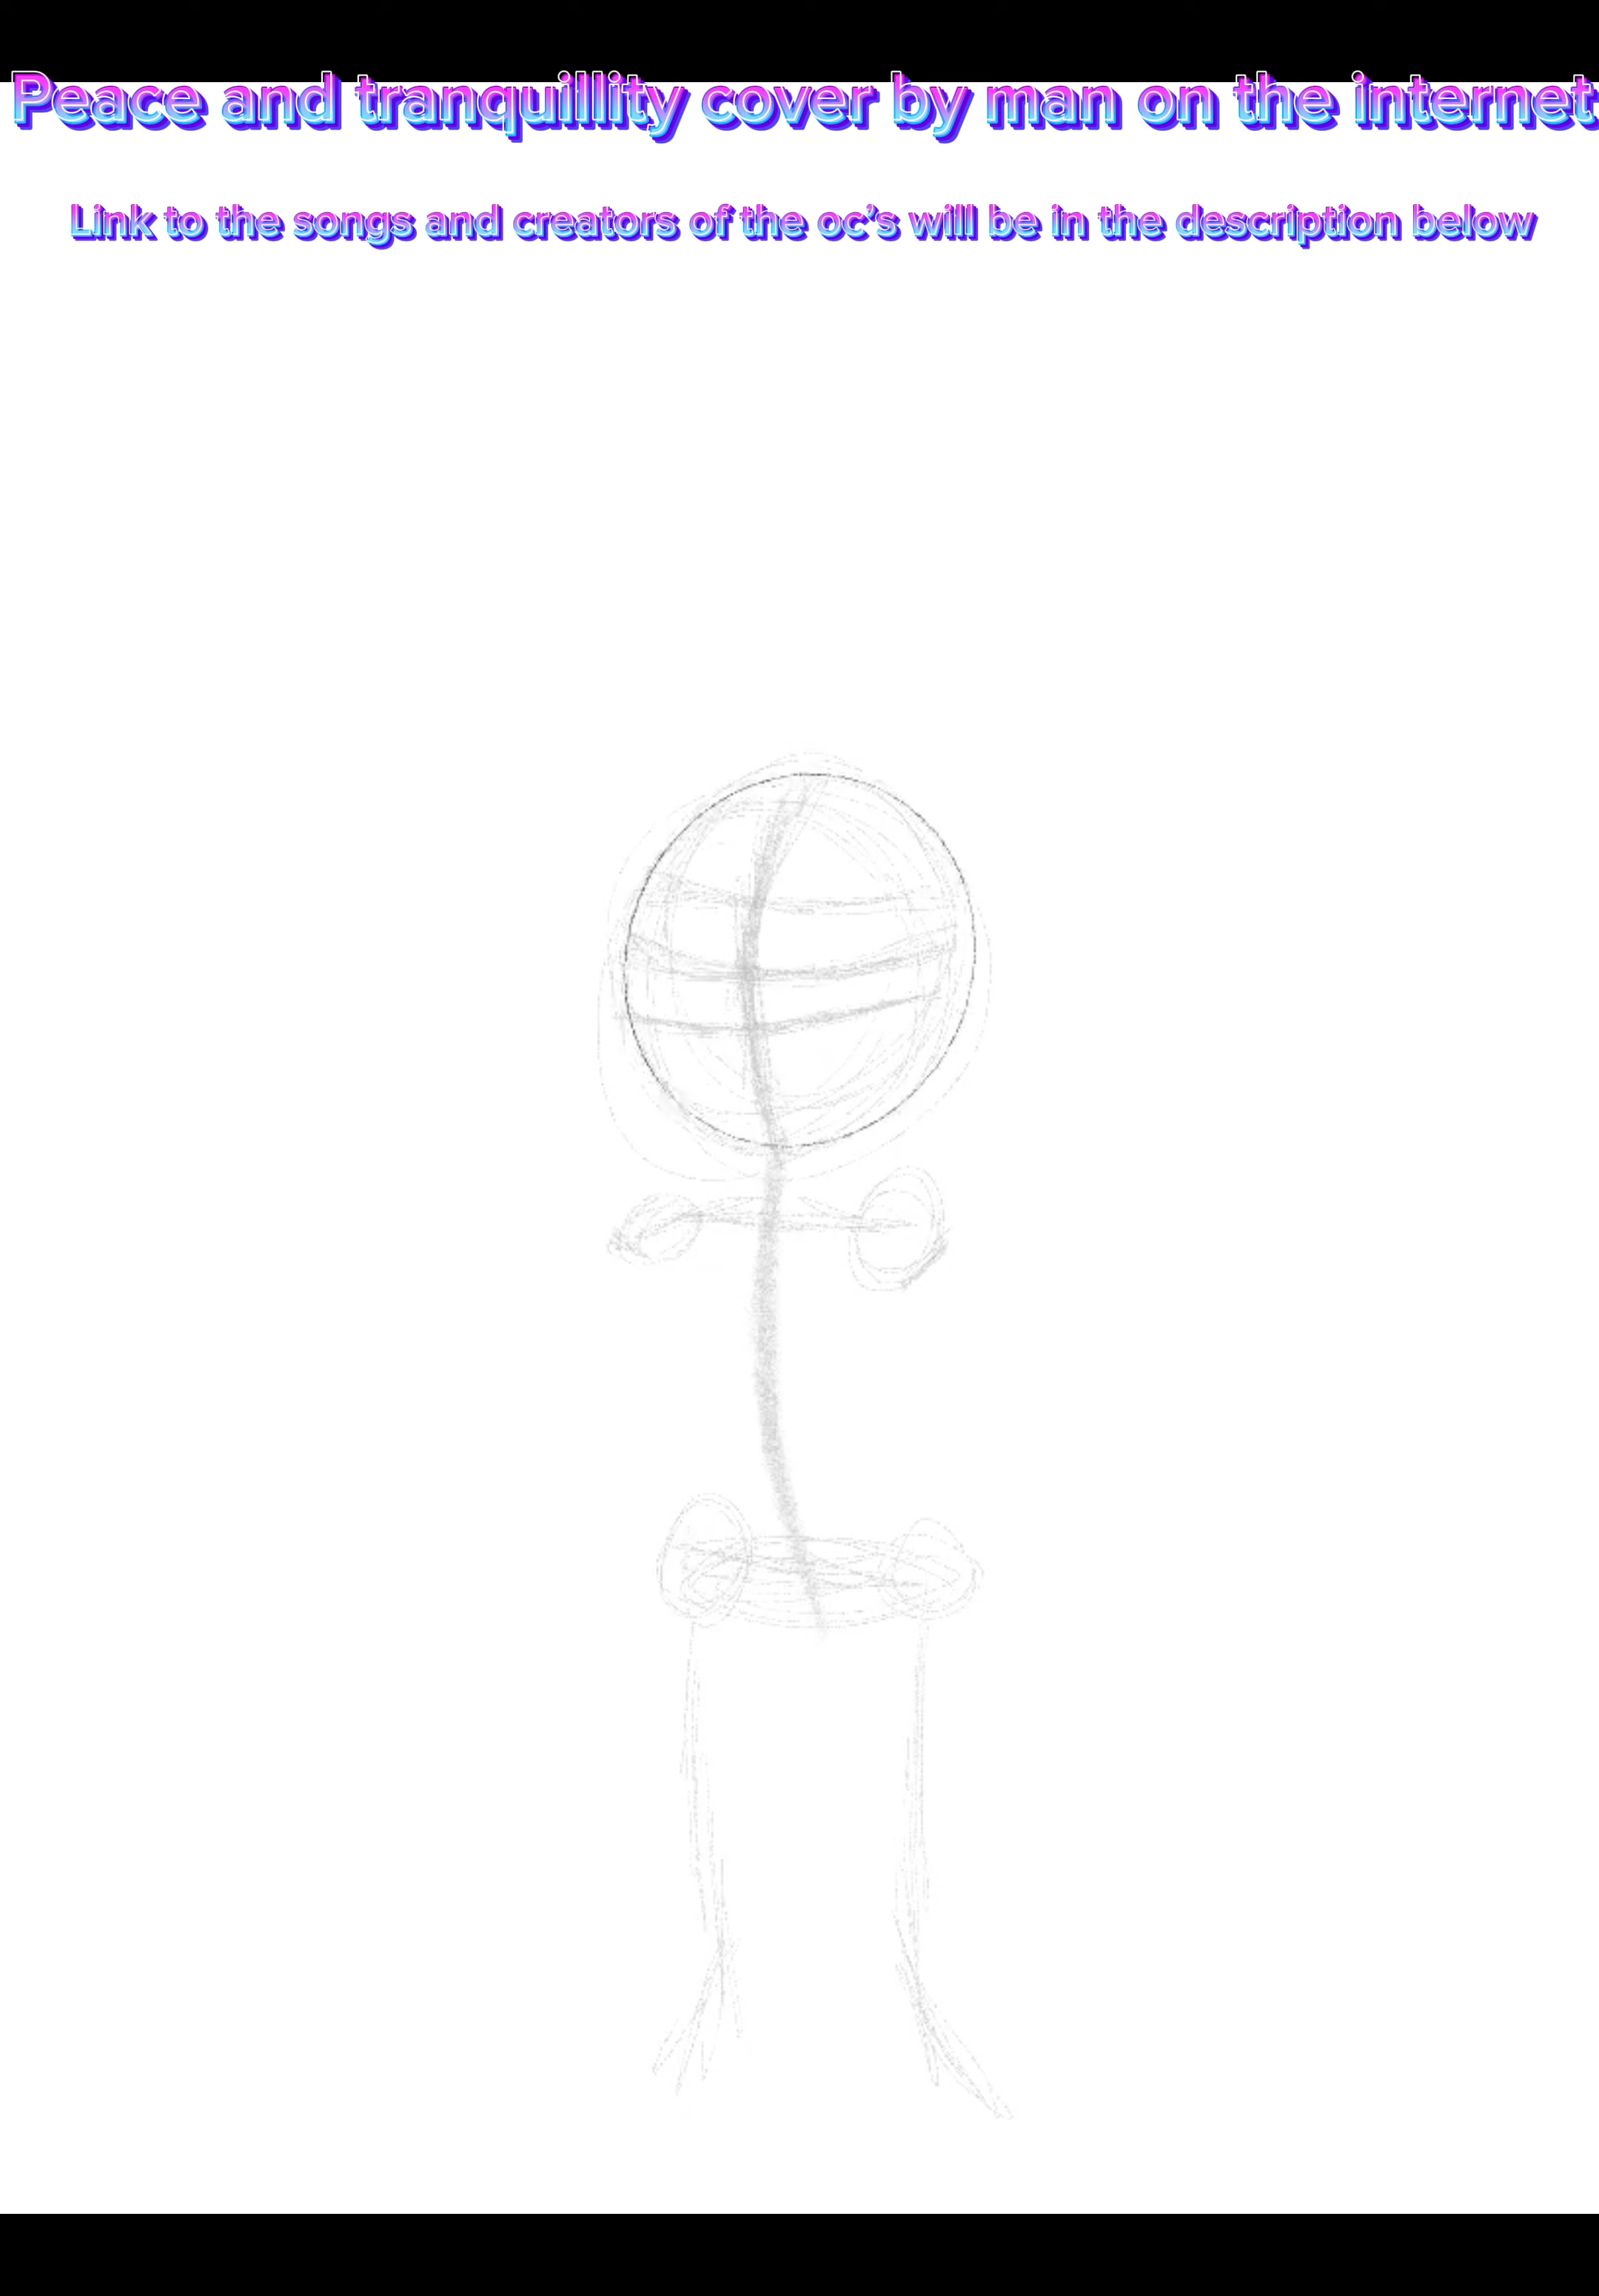 Peace and tranquillity cover by man on the internet
Link to the songs and creators of the oc's will be in the description below